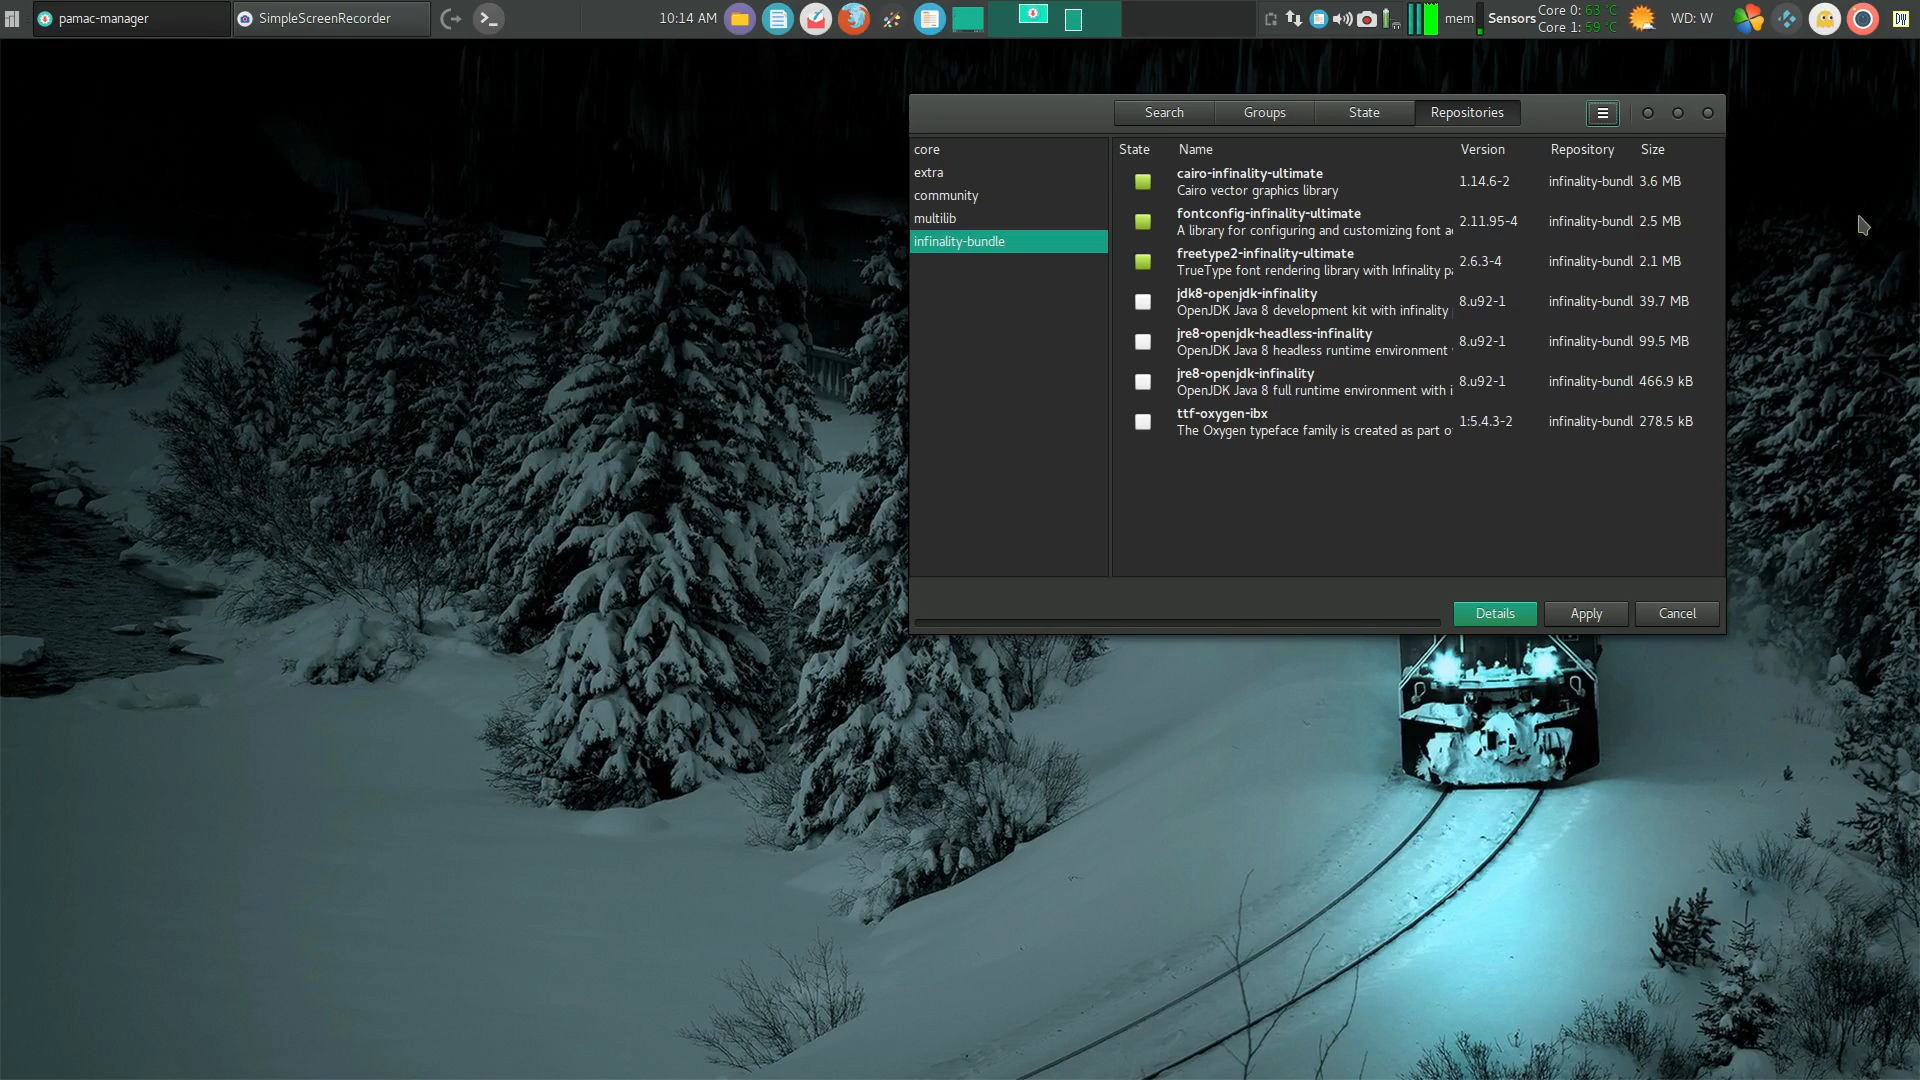 pamac-manager
SimpleScreenRecorder
10:14 AM
mem
Sensors
Core 0: 63 °C
Core 1: 59 °C
WD: W
Search
Groups
State
Repositories
core
extra
community
multilib
infinality-bundle
State Name Version Repository Size
cairo-infinality-ultimate
Cairo vector graphics library
1.14.6-2 infinality-bundl 3.6 MB
fontconfig-infinality-ultimate
A library for configuring and customizing font a
2.11.95-4 infinality-bundl 2.5 MB
freetype2-infinality-ultimate
TrueType font rendering library with Infinality pa
2.6.3-4 infinality-bundl 2.1 MB
jdk8-openjdk-infinality
OpenJDK Java 8 development kit with infinality
8.u92-1 infinality-bundl 39.7 MB
jre8-openjdk-headless-infinality
OpenJDK Java 8 headless runtime environment
8.u92-1 infinality-bundl 99.5 MB
jre8-openjdk-infinality
OpenJDK Java 8 full runtime environment with i
8.u92-1 infinality-bundl 466.9 kB
ttf-oxygen-ibx
The Oxygen typeface family is created as part o
1:5.4.3-2 infinality-bundl 278.5 kB
Details
Apply
Cancel